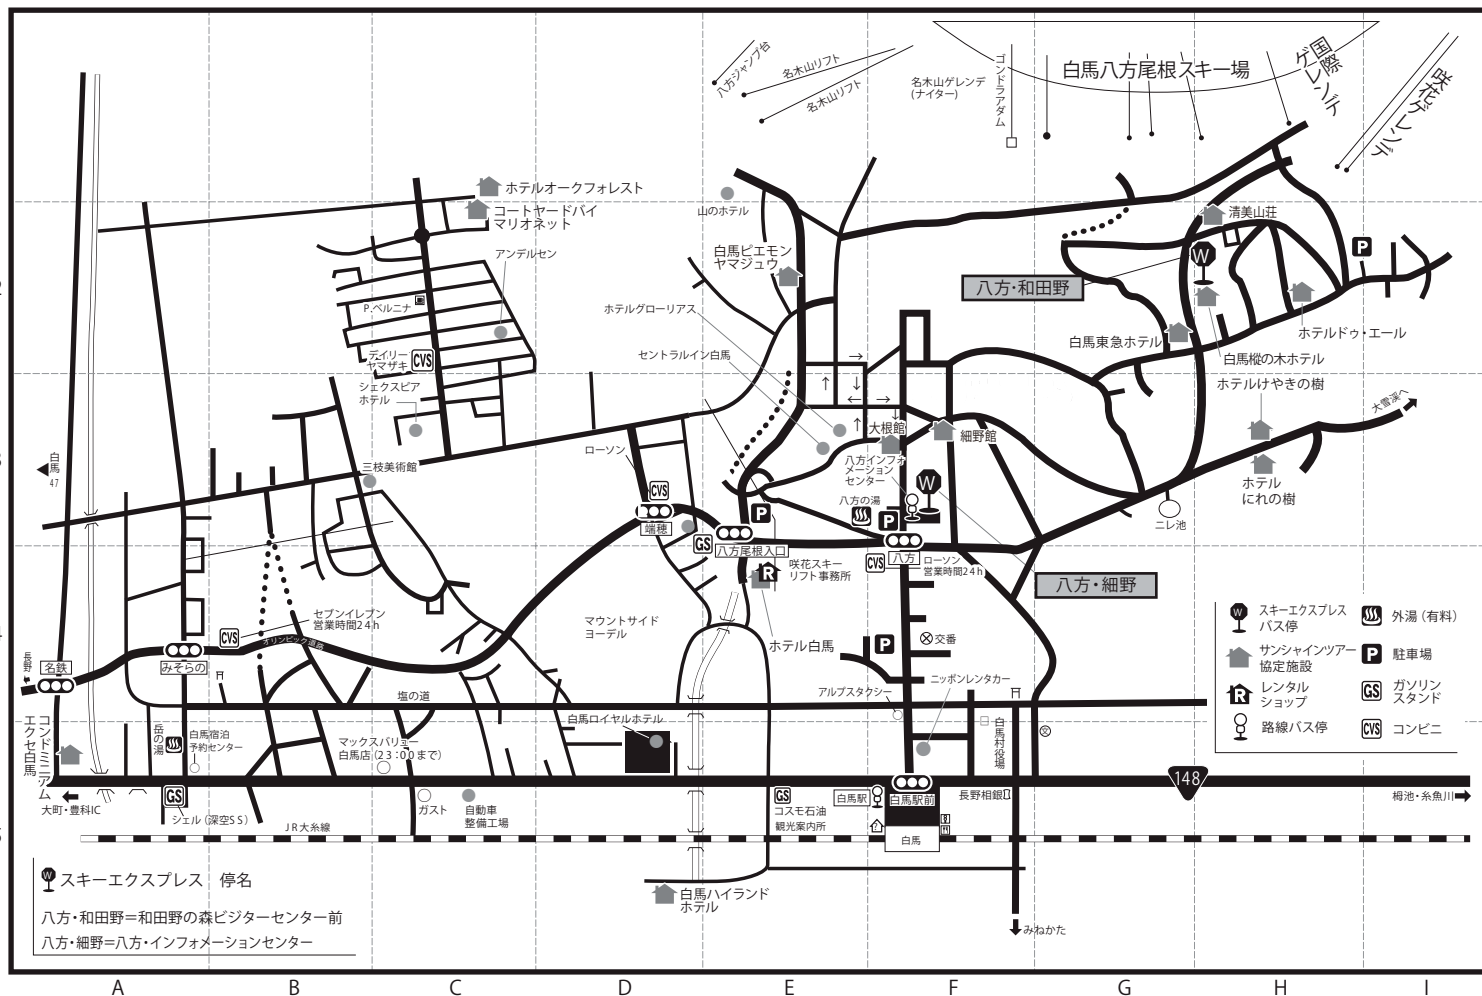 八方ジャンプ台
名木山リフト
名木山リフト
名木山ゲレンデ
(ナイター)
ゴンドラアダム
白馬八方尾根スキー場
国際
ゲレンデ
咲花ゲレンデ
ホテルオークフォレスト
コートヤードバイ
マリオネット
アンデルセン
山のホテル
白馬ピエモン
ヤマジュウ
清美山荘
W
P
八方・和田野
P.ベルニナ
デイリー
ヤマザキ
CVS
ホテルグローリアス
セントラルイン白馬
白馬東急ホテル
ホテルドゥ・エール
白馬樅の木ホテル
ホテルけやきの樹
大雪渓へ
シェクスピア
ホテル
大根館
細野館
ローソン
三枝美術館
八方インフォ
メーション
センター
W
ホテル
にれの樹
白馬
47
CVS
端穂
GS
P
八方の湯
P
八方尾根入口
八方
ニレ池
CVS
ローソン
営業時間24h
咲花スキー
リフト事務所
R
八方・細野
セブンイレブン
営業時間24h
CVS
オリンピック道路
マウントサイド
ヨーデル
ホテル白馬
P
交番
長野
名鉄
みそらの
塩の道
アルプスタクシー
ニッポンレンタカー
W
スキーエクスプレス
バス停
外湯(有料)
サンシャインツアー
協定施設
P
駐車場
R
レンタル
ショップ
GS
ガソリン
スタンド
路線バス停
CVS
コンビニ
コンドミニアム
エクセ白馬
岳の湯
白馬宿泊
予約センター
マックスバリュー
白馬店(23:00まで)
白馬ロイヤルホテル
白馬村役場
148
大町・豊科IC
GS
シェル(深空SS)
ガスト
自動車
整備工場
GS
コスモ石油
観光案内所
白馬駅
白馬駅前
長野相銀
栂池・糸魚川
JR大糸線
?
白馬
W
スキーエクスプレス 停名
八方・和田野=和田野の森ビジターセンター前
八方・細野=八方・インフォメーションセンター
白馬ハイランド
ホテル
みねかた
A
B
C
D
E
F
G
H
I